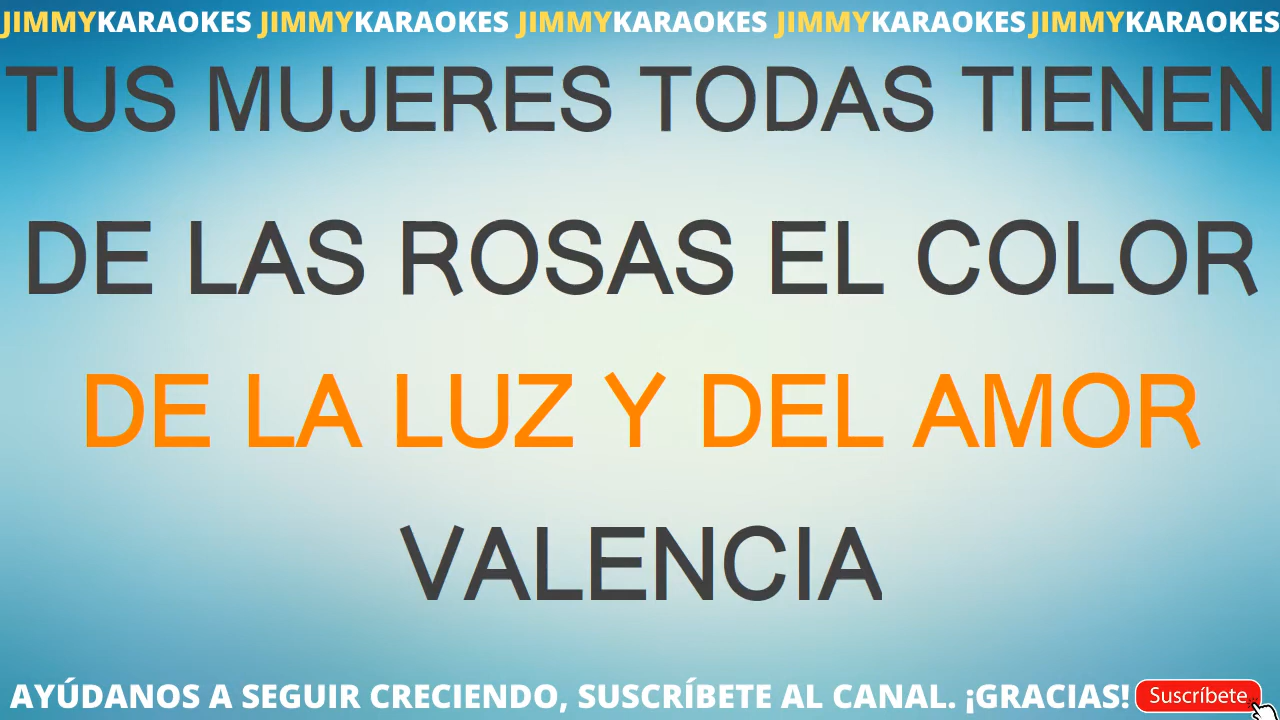 JIMMYKARAOKES JIMMYKARAOKES JIMMYKARAOKES JIMMYKARAOKES JIMMYKARAOKES
TUS MUJERES TODAS TIENEN
DE LAS ROSAS EL COLOR
DE LA LUZ Y DEL AMOR
VALENCIA
AYÚDANOS A SEGUIR CRECIENDO, SUSCRÍBETE AL CANAL. ¡GRACIAS! Suscríbete